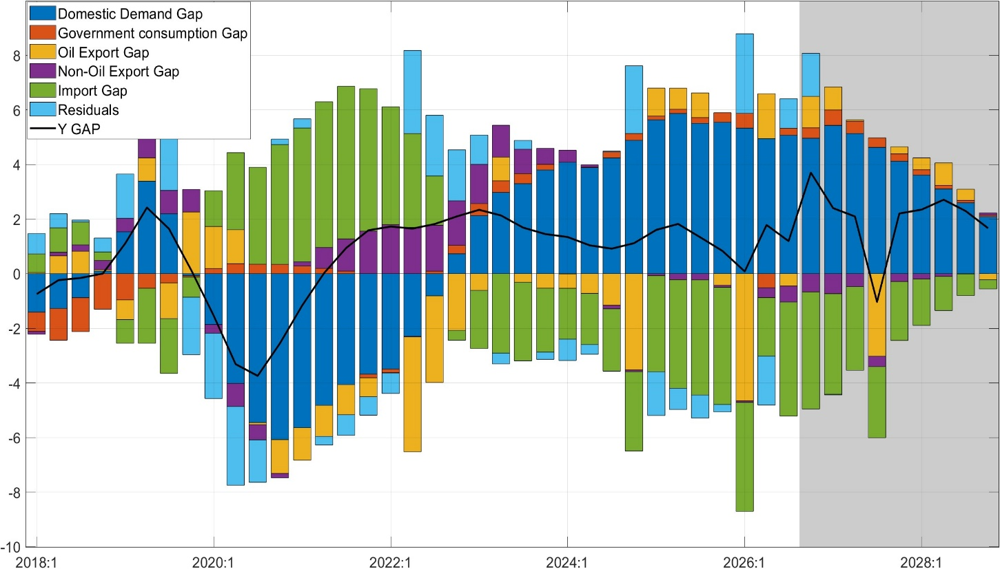 Domestic Demand Gap
Government consumption Gap
Oil Export Gap
Non-Oil Export Gap
Import Gap
Residuals
Y GAP
8
6
4
2
0
-2
-4
-6
-8
-10
2018:1 2020:1 2022:1 2024:1 2026:1 2028:1